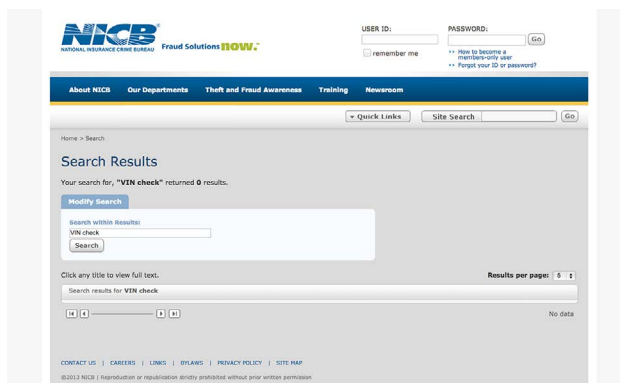 NICB®
NATIONAL INSURANCE CRIME BUREAU
Fraud Solutions now.™
USER ID:
PASSWORD:
Go
remember me
How to become a
members-only user
Forgot your ID or password?
About NICB Our Departments Theft and Fraud Awareness Training Newsroom
Quick Links Site Search Go
Home > Search
Search Results
Your search for, "VIN check" returned 0 results.
Modify Search
Search within Results:
VIN check
Search
Click any title to view full text. Results per page: 5
Search results for VIN check
No data
CONTACT US | CAREERS | LINKS | BYLAWS | PRIVACY POLICY | SITE MAP
©2013 NICB | Reproduction or republication strictly prohibited without prior written permission